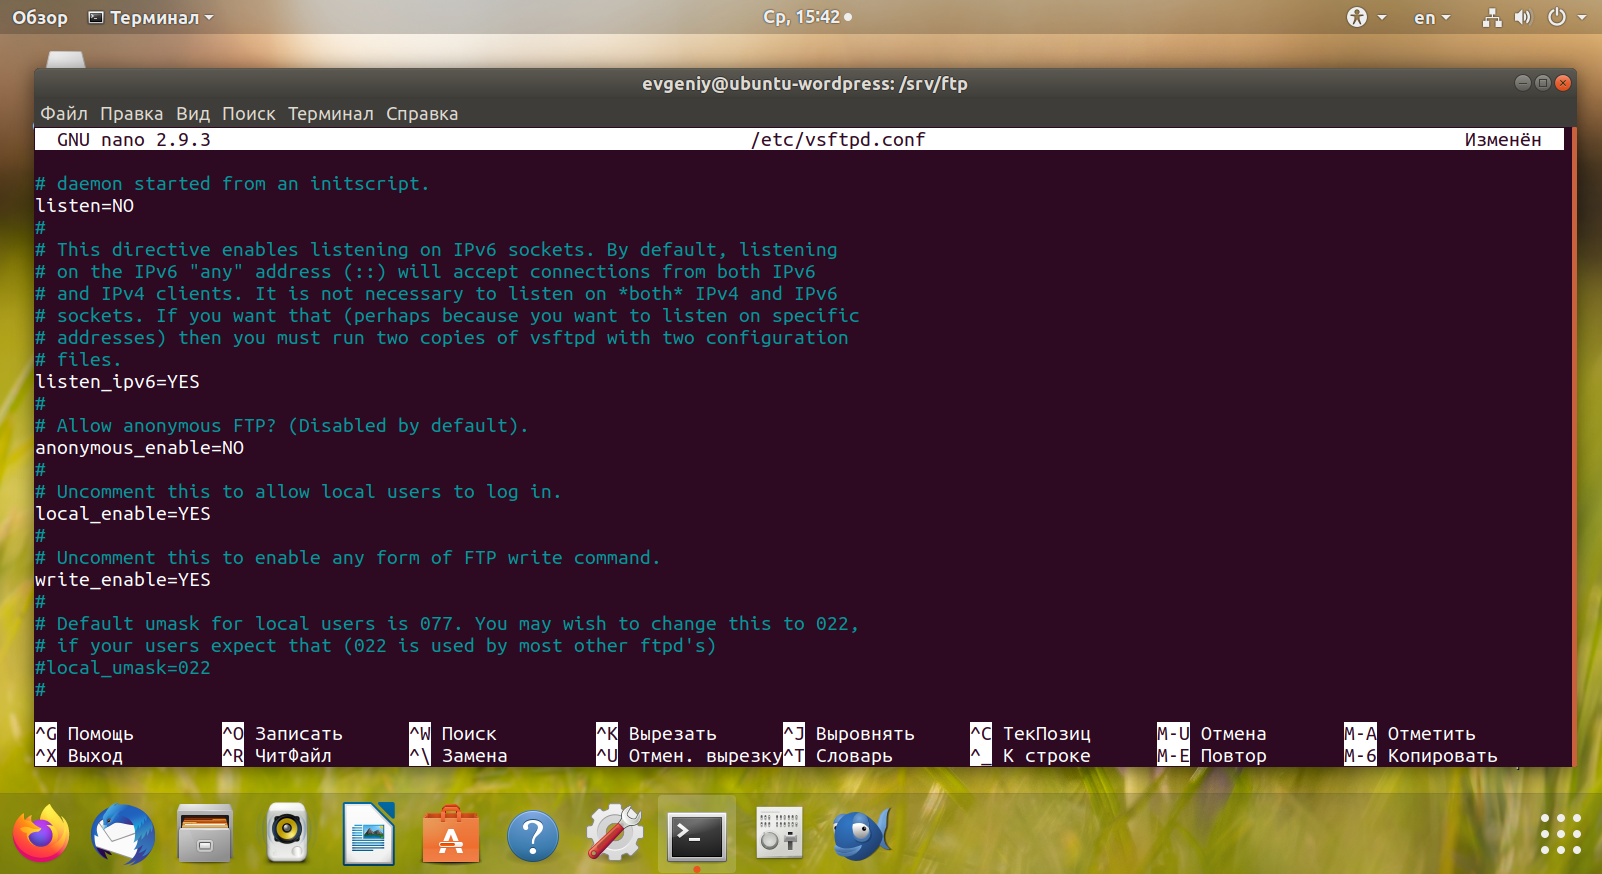 Обзор Терминал Ср, 15:42 en
evgeniy@ubuntu-wordpress: /srv/ftp
Файл Правка Вид Поиск Терминал Справка
GNU nano 2.9.3 /etc/vsftpd.conf Изменён
# daemon started from an initscript.
listen=NO
#
# This directive enables listening on IPv6 sockets. By default, listening
# on the IPv6 "any" address (::) will accept connections from both IPv6
# and IPv4 clients. It is not necessary to listen on *both* IPv4 and IPv6
# sockets. If you want that (perhaps because you want to listen on specific
# addresses) then you must run two copies of vsftpd with two configuration
# files.
listen_ipv6=YES
#
# Allow anonymous FTP? (Disabled by default).
anonymous_enable=NO
#
# Uncomment this to allow local users to log in.
local_enable=YES
#
# Uncomment this to enable any form of FTP write command.
write_enable=YES
#
# Default umask for local users is 077. You may wish to change this to 022,
# if your users expect that (022 is used by most other ftpd's)
#local_umask=022
#
^G Помощь ^O Записать ^W Поиск ^K Вырезать ^J Выровнять ^C ТекПозиц M-U Отмена M-A Отметить
^X Выход ^R ЧитФайл ^\ Замена ^U Отмен. вырезку ^T Словарь ^_ К строке M-E Повтор M-6 Копировать